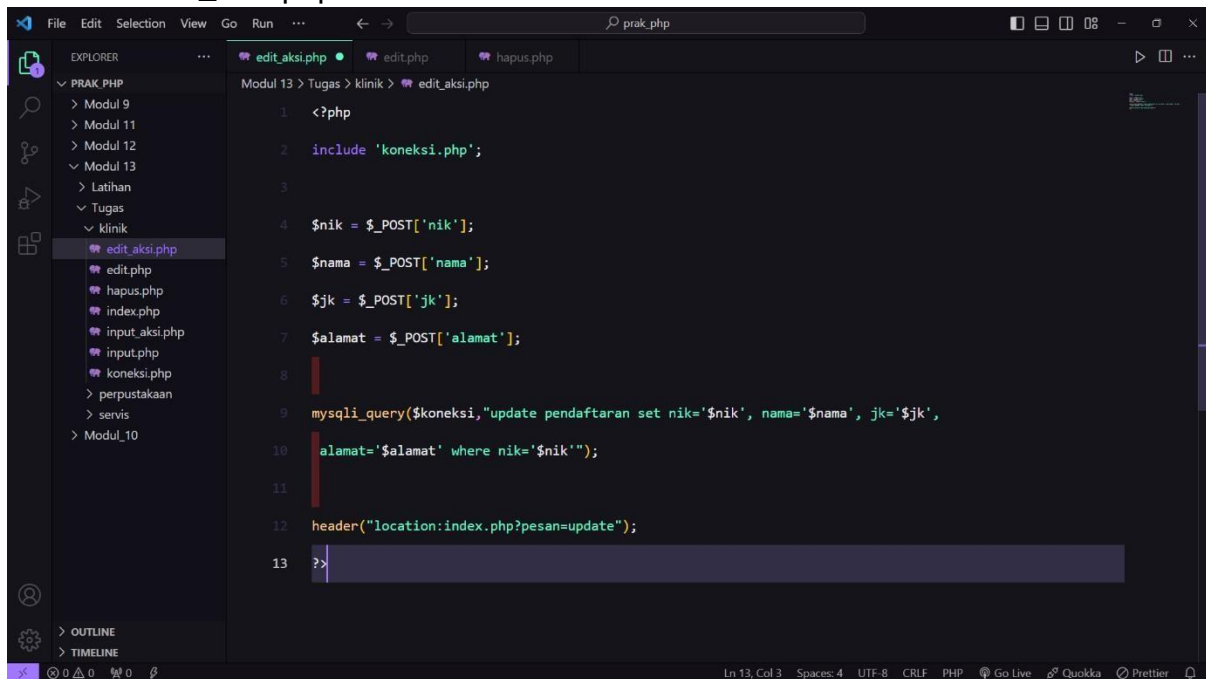 File Edit Selection View Go Run ··· prak_php
EXPLORER ···
1
PRAK_PHP
Modul 9
Modul 11
Modul 12
Modul 13
Latihan
Tugas
klinik
edit_aksi.php
edit.php
hapus.php
index.php
input_aksi.php
input.php
koneksi.php
perpustakaan
servis
Modul_10
OUTLINE
TIMELINE
edit_aksi.php edit.php hapus.php
Modul 13 > Tugas > klinik > edit_aksi.php
1 <?php
2 include 'koneksi.php';
3
4 $nik = $_POST['nik'];
5 $nama = $_POST['nama'];
6 $jk = $_POST['jk'];
7 $alamat = $_POST['alamat'];
8
9 mysqli_query($koneksi,"update pendaftaran set nik='$nik', nama='$nama', jk='$jk',
10 alamat='$alamat' where nik='$nik'");
11
12 header("location:index.php?pesan=update");
13 ?>
0 0 0 Ln 13, Col 3 Spaces: 4 UTF-8 CRLF PHP Go Live Quokka Prettier